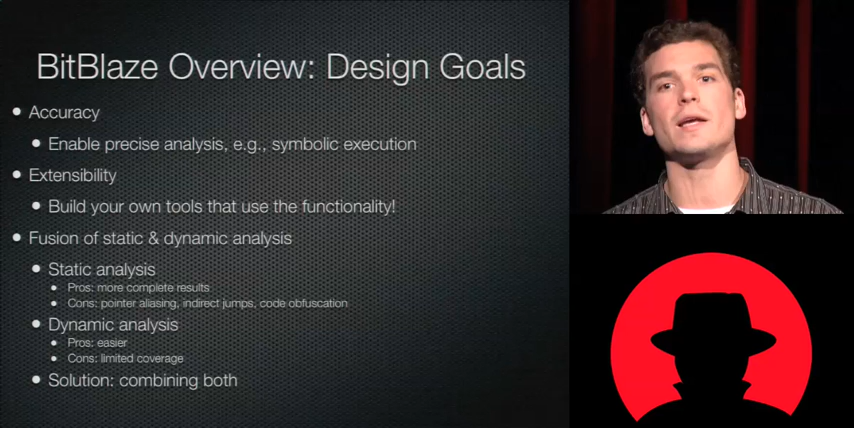 BitBlaze Overview: Design Goals
Accuracy
Enable precise analysis, e.g., symbolic execution
Extensibility
Build your own tools that use the functionality!
Fusion of static & dynamic analysis
Static analysis
Pros: more complete results
Cons: pointer aliasing, indirect jumps, code obfuscation
Dynamic analysis
Pros: easier
Cons: limited coverage
Solution: combining both